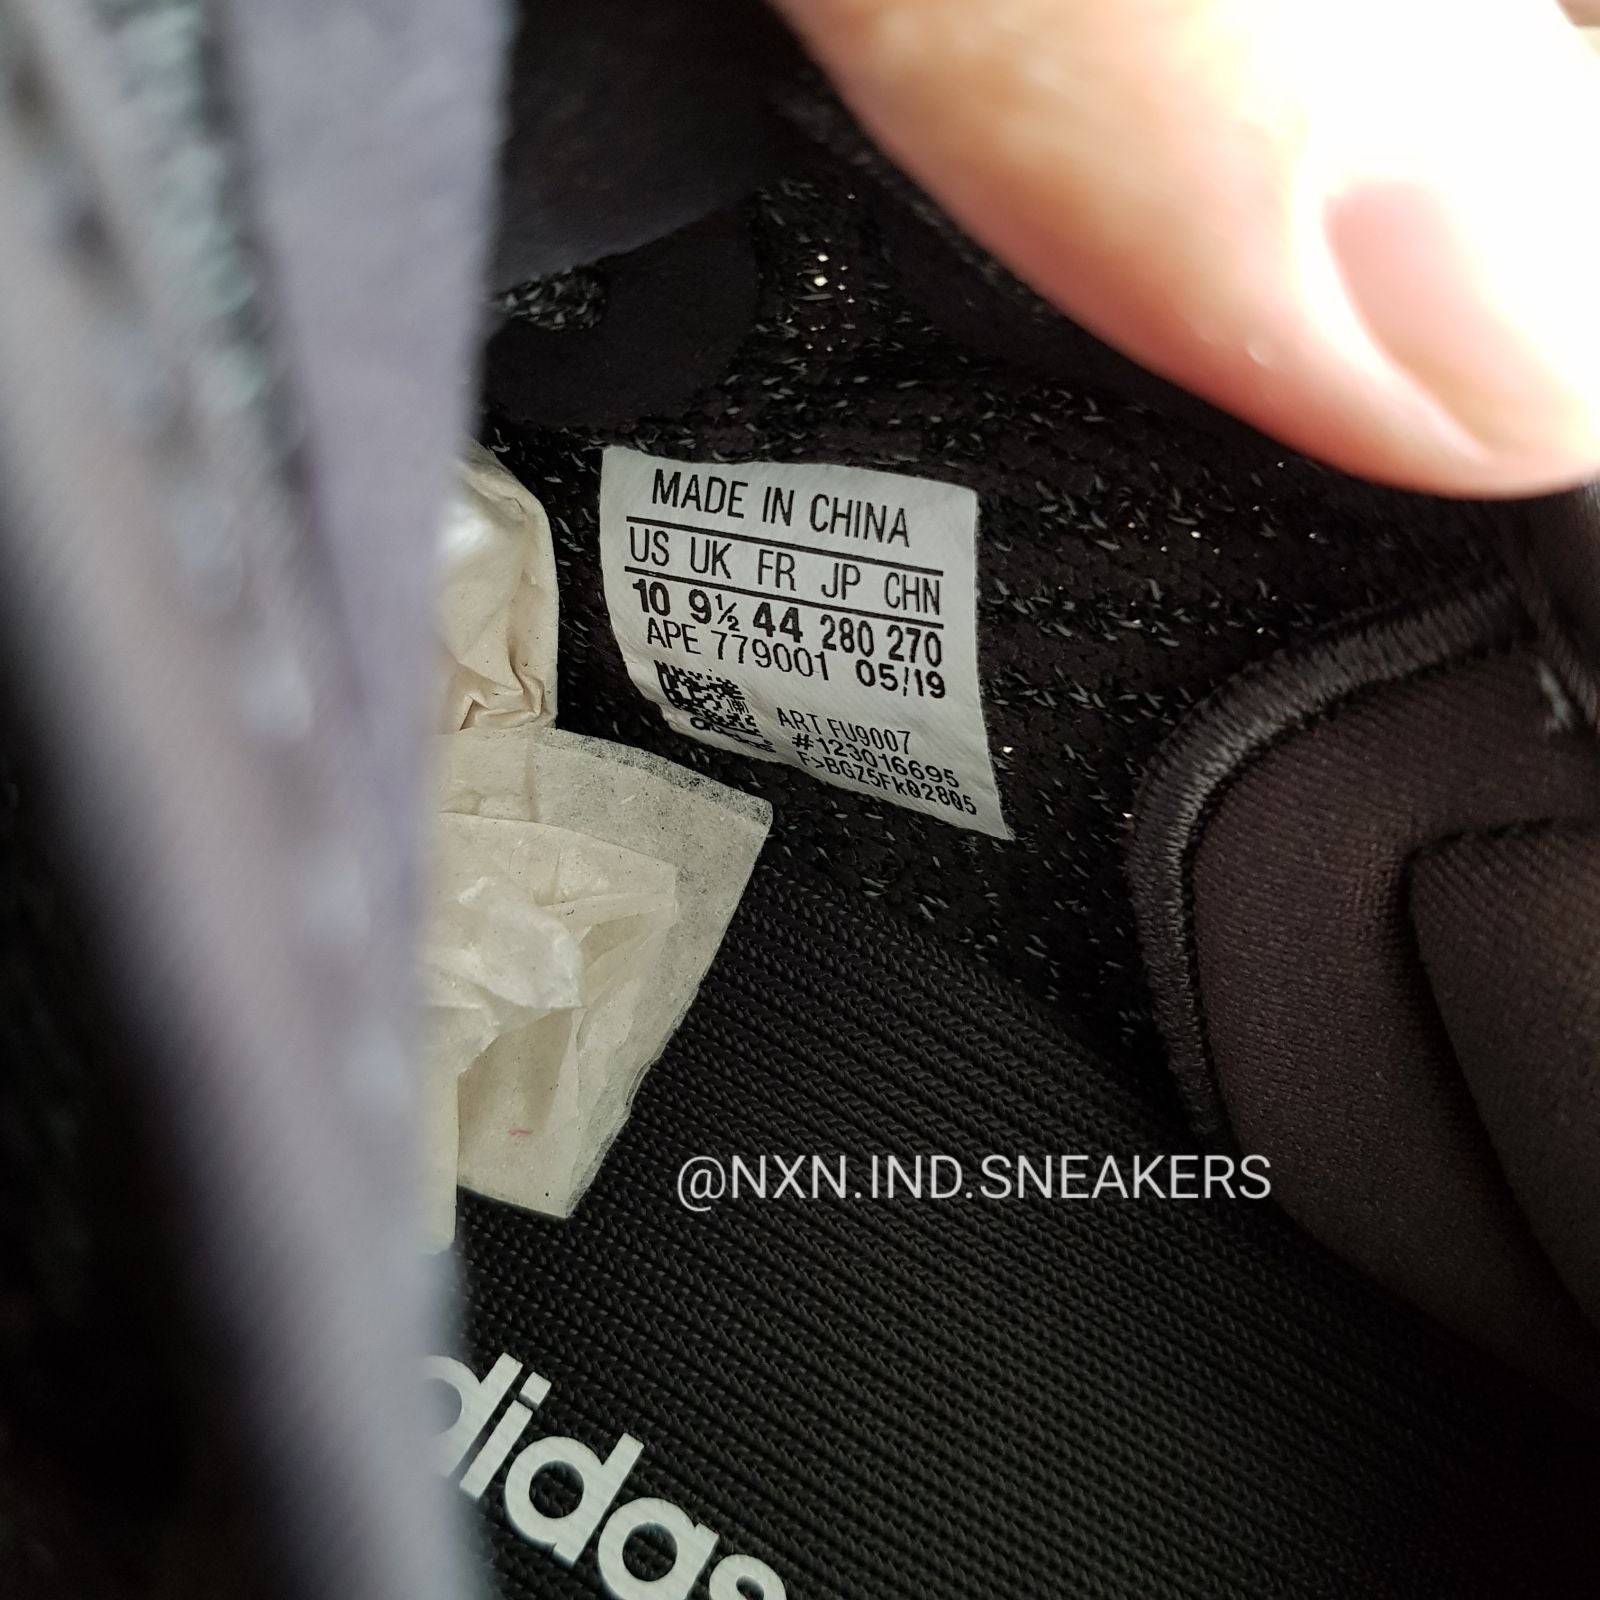 MADE IN CHINA
US UK FR JP CHN
10 9½ 44 280 270
APE 779001 05/19
ART FU9007
#123016695
F>BGZ5FkQ28Q5
@NXN.IND.SNEAKERS
adidas